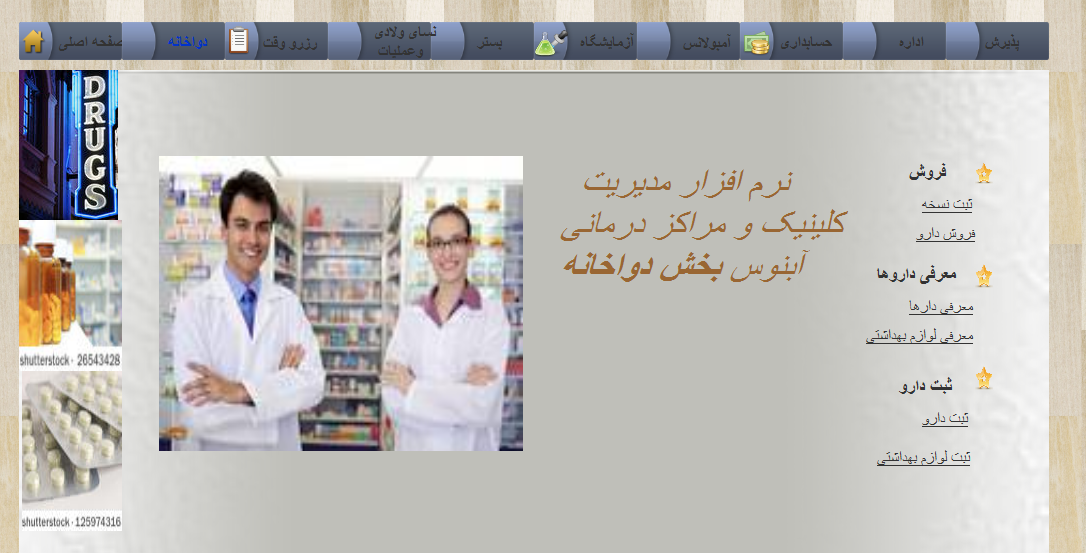 پذیرش
اداره
حسابداری
آمبولانس
آزمایشگاه
بستر
نسای ولادی
وعملیات
رزرو وقت
دواخانه
صفحه اصلی
فروش
ثبت نسخه
فروش دارو
معرفی داروها
معرفی دارها
معرفی لوازم بهداشتی
ثبت دارو
ثبت دارو
ثبت لوازم بهداشتی
نرم افزار مدیریت
کلینیک و مراکز درمانی
آبنوس بخش دواخانه
DRUGS
shutterstock · 26543428
shutterstock · 125974316